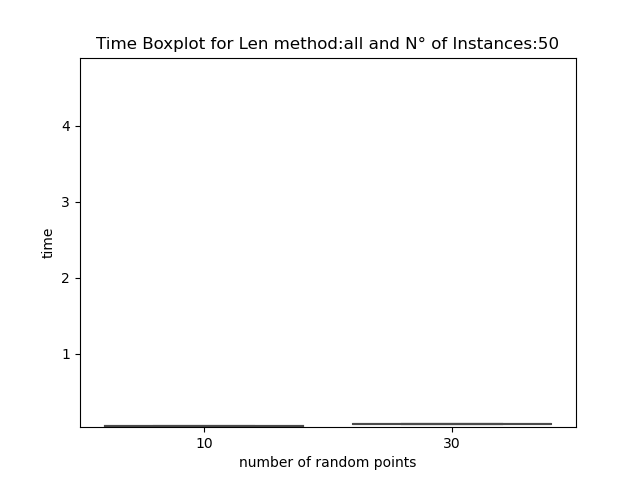 Time Boxplot for Len method:all and N° of Instances:50
4
3
time
2
1
10 30
number of random points